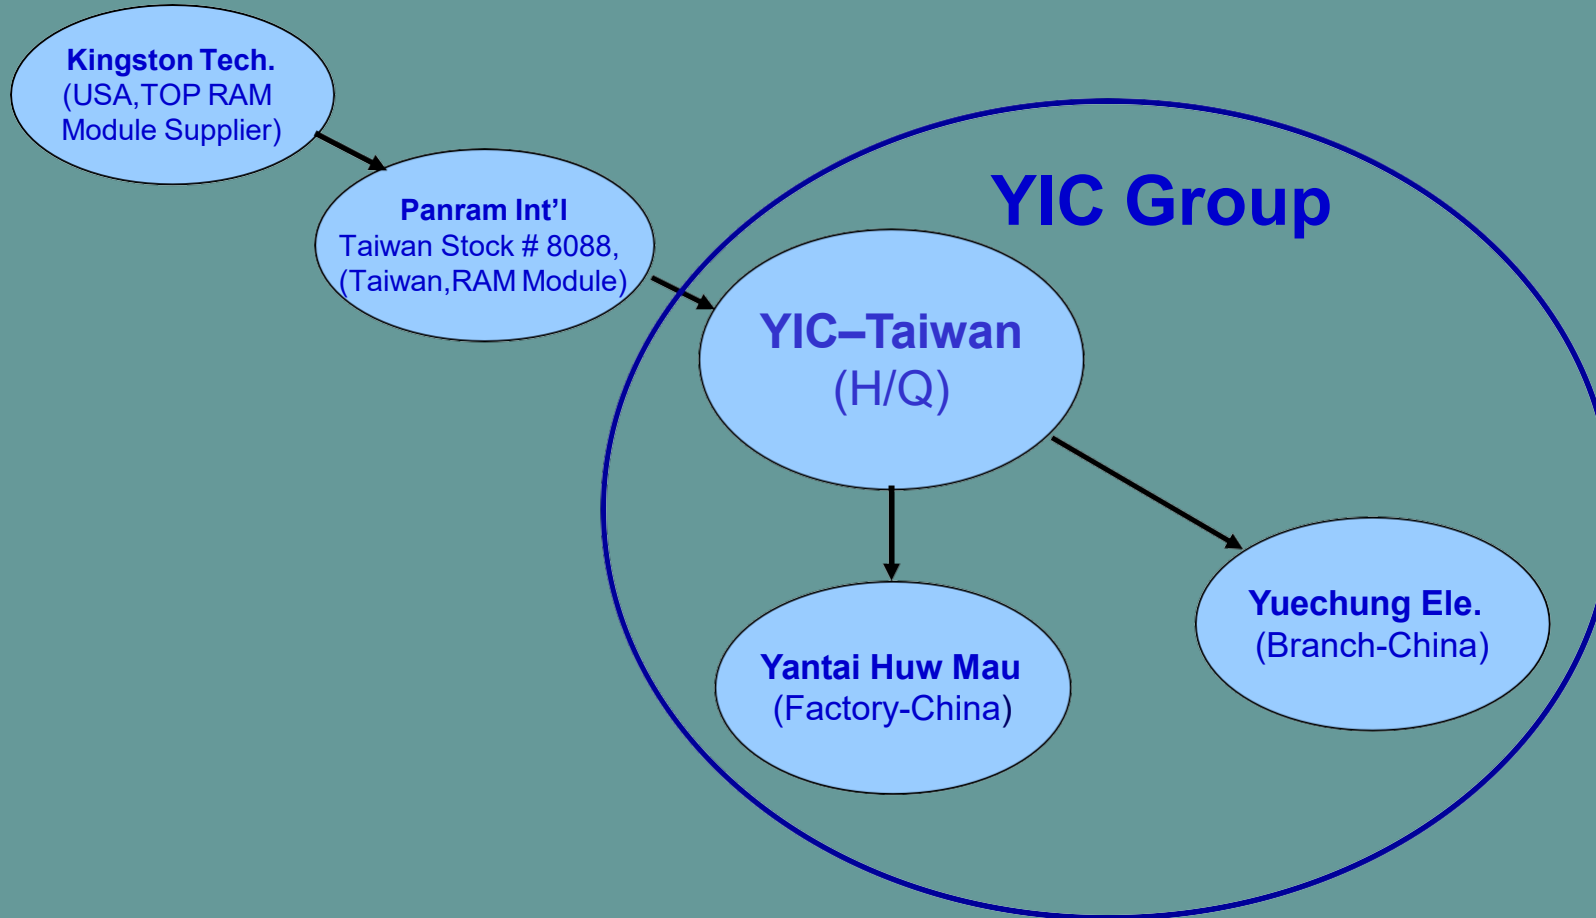 Kingston Tech.
(USA,TOP RAM
Module Supplier)
Panram Int’l
Taiwan Stock # 8088,
(Taiwan,RAM Module)
YIC Group
YIC–Taiwan
(H/Q)
Yuechung Ele.
(Branch-China)
Yantai Huw Mau
(Factory-China)